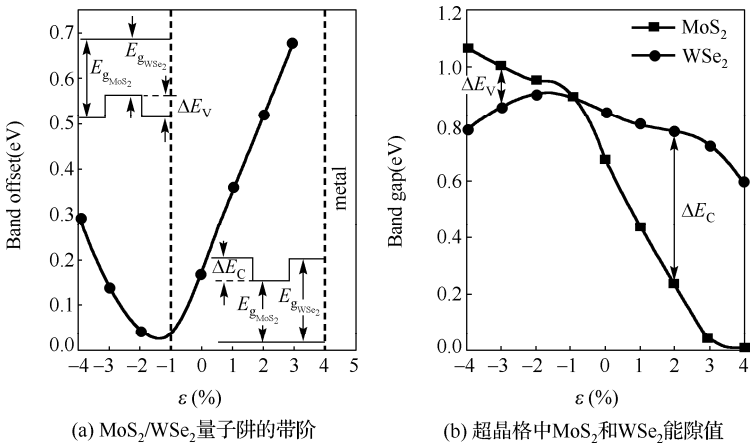 Band offset(eV)
0.7
0.6
0.5
0.4
0.3
0.2
0.1
0.0
−4
−3
−2
−1
0
1
2
3
4
5
ε (%)
E_gWSe₂
E_gMoS₂
ΔE_V
ΔE_C
E_gMoS₂
E_gWSe₂
metal
(a) MoS₂/WSe₂量子阱的带阶
Band gap(eV)
1.2
1.0
0.8
0.6
0.4
0.2
0.0
−4
−3
−2
−1
0
1
2
3
4
ε (%)
MoS₂
WSe₂
ΔE_V
ΔE_C
(b) 超晶格中MoS₂和WSe₂能隙值